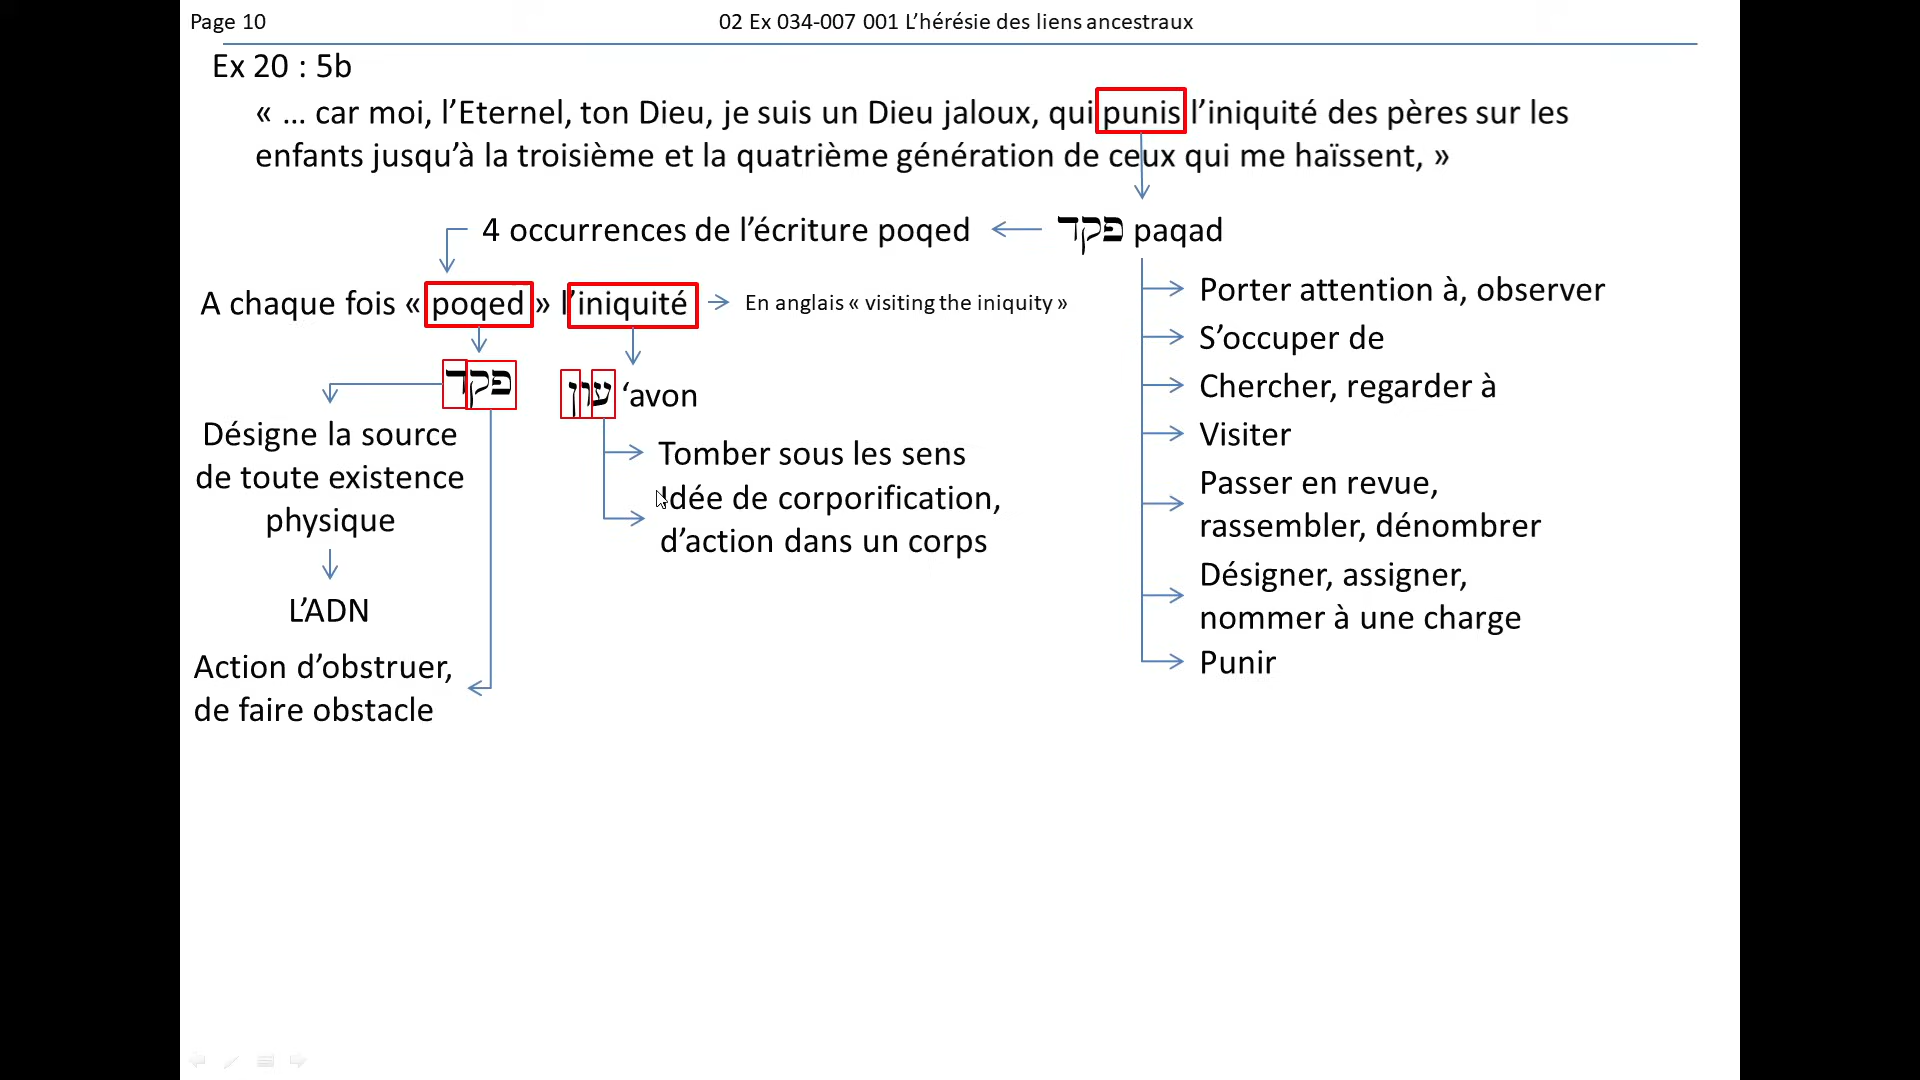 Page 10
02 Ex 034-007 001 L’hérésie des liens ancestraux
Ex 20 : 5b
« ... car moi, l’Eternel, ton Dieu, je suis un Dieu jaloux, qui punis l’iniquité des pères sur les
enfants jusqu’à la troisième et la quatrième génération de ceux qui me haïssent, »
4 occurrences de l’écriture poqed
פקד paqad
A chaque fois « poqed » l’iniquité
En anglais « visiting the iniquity »
פקד
עון ‘avon
Désigne la source
de toute existence
physique
L’ADN
Action d’obstruer,
de faire obstacle
Tomber sous les sens
Idée de corporification,
d’action dans un corps
Porter attention à, observer
S’occuper de
Chercher, regarder à
Visiter
Passer en revue,
rassembler, dénombrer
Désigner, assigner,
nommer à une charge
Punir